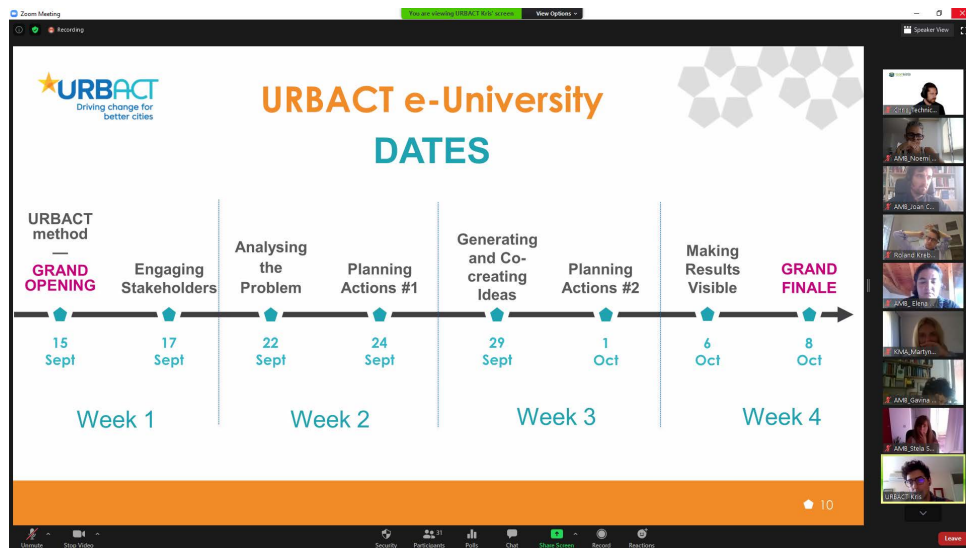 Zoom Meeting
You are viewing URBACT Kris' screen
View Options
Recording
Speaker View
URBACT
Driving change for
better cities
URBACT e-University
DATES
URBACT
method
—
GRAND
OPENING
Engaging
Stakeholders
Analysing
the
Problem
Planning
Actions #1
Generating
and Co-
creating
Ideas
Planning
Actions #2
Making
Results
Visible
GRAND
FINALE
15
Sept
17
Sept
22
Sept
24
Sept
29
Sept
1
Oct
6
Oct
8
Oct
Week 1
Week 2
Week 3
Week 4
10
Chris_Technic...
AMB_Noemi ...
AMB_Joan C...
Roland Kreb...
AMB_ Elena ...
KMA_Martyn...
AMB_Gavina ...
AMB_Stela S...
URBACT Kris
Unmute
Stop Video
Security
Participants
31
Polls
Chat
Share Screen
Record
Reactions
Leave